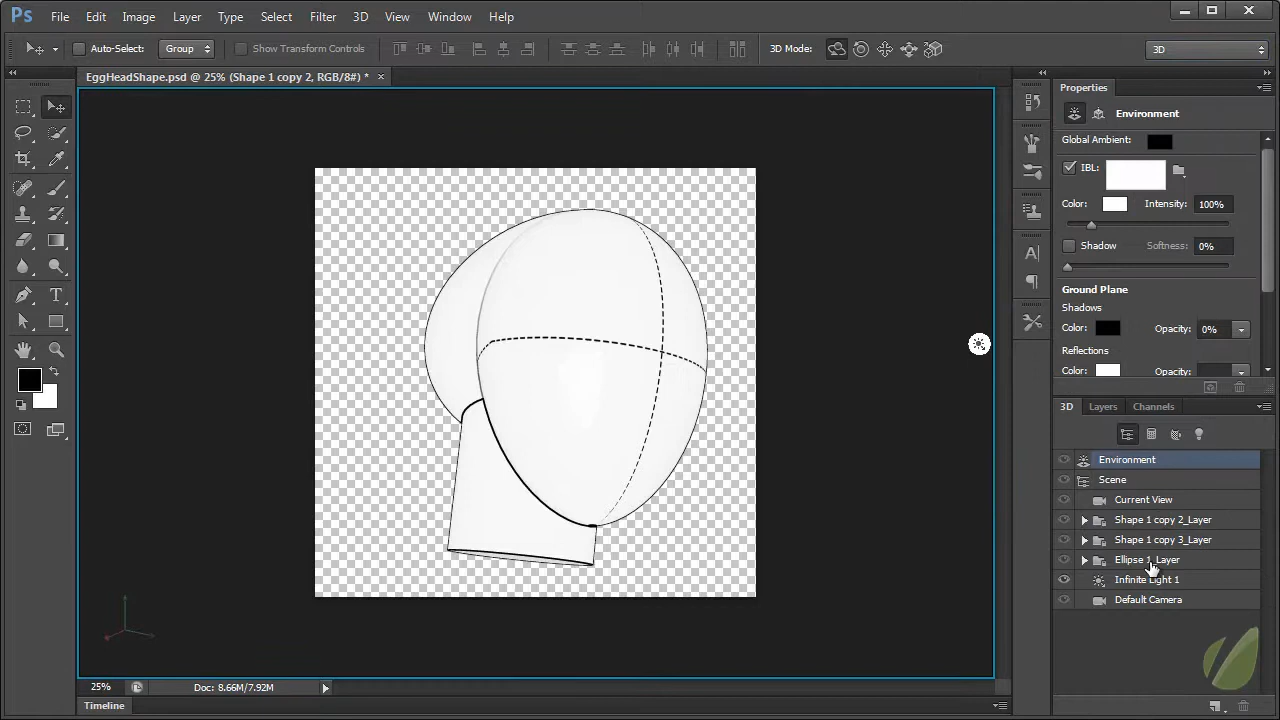 Ps File Edit Image Layer Type Select Filter 3D View Window Help
Auto-Select: Group Show Transform Controls 3D Mode: 3D
EggHeadShape.psd @ 25% (Shape 1 copy 2, RGB/8#) * ×
Properties
Environment
Global Ambient:
IBL:
Color: Intensity: 100%
Shadow Softness: 0%
Ground Plane
Shadows
Color: Opacity: 0%
Reflections
Color: Opacity:
3D Layers Channels
Environment
Scene
Current View
Shape 1 copy 2_Layer
Shape 1 copy 3_Layer
Ellipse 1_Layer
Infinite Light 1
Default Camera
25% Doc: 8.66M/7.92M
Timeline